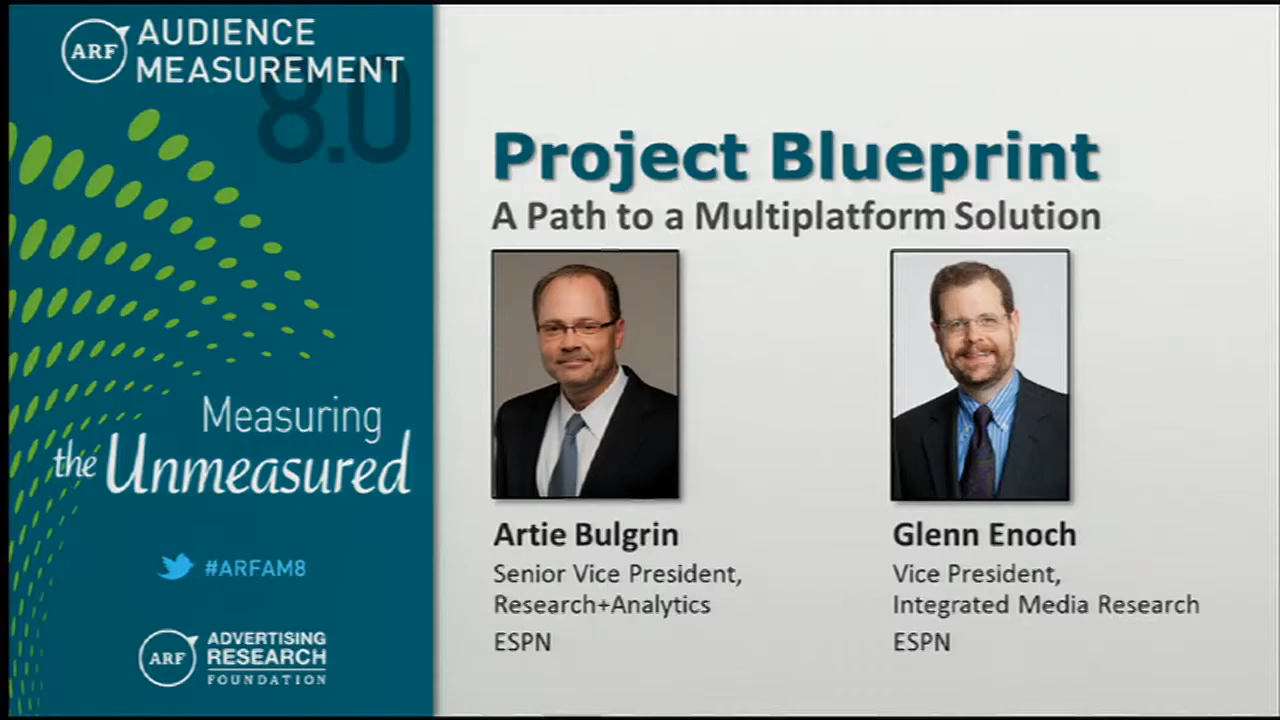 ARF AUDIENCE
MEASUREMENT
8.0
Measuring
the Unmeasured
#ARFAM8
ARF ADVERTISING
RESEARCH
FOUNDATION
Project Blueprint
A Path to a Multiplatform Solution
Artie Bulgrin
Senior Vice President,
Research+Analytics
ESPN
Glenn Enoch
Vice President,
Integrated Media Research
ESPN